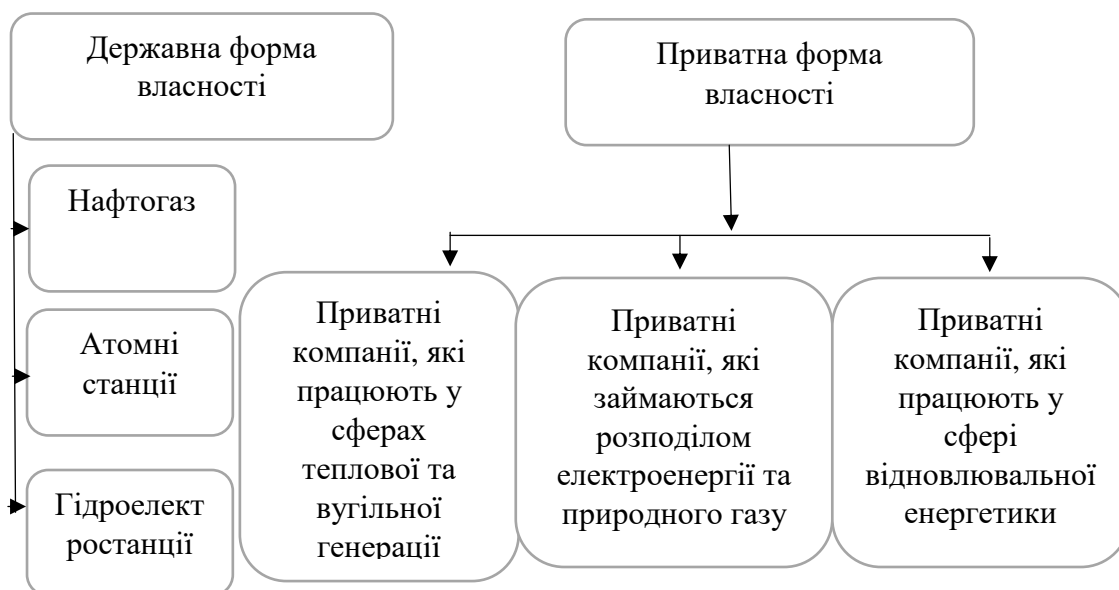 Державна форма
власності
Приватна форма
власності
Нафтогаз
Атомні
станції
Гідроелект
ростанції
Приватні
компанії, які
працюють у
сферах
теплової та
вугільної
генерації
Приватні
компанії, які
займаються
розподілом
електроенергії та
природного газу
Приватні
компанії, які
працюють у
сфері
відновлювальної
енергетики